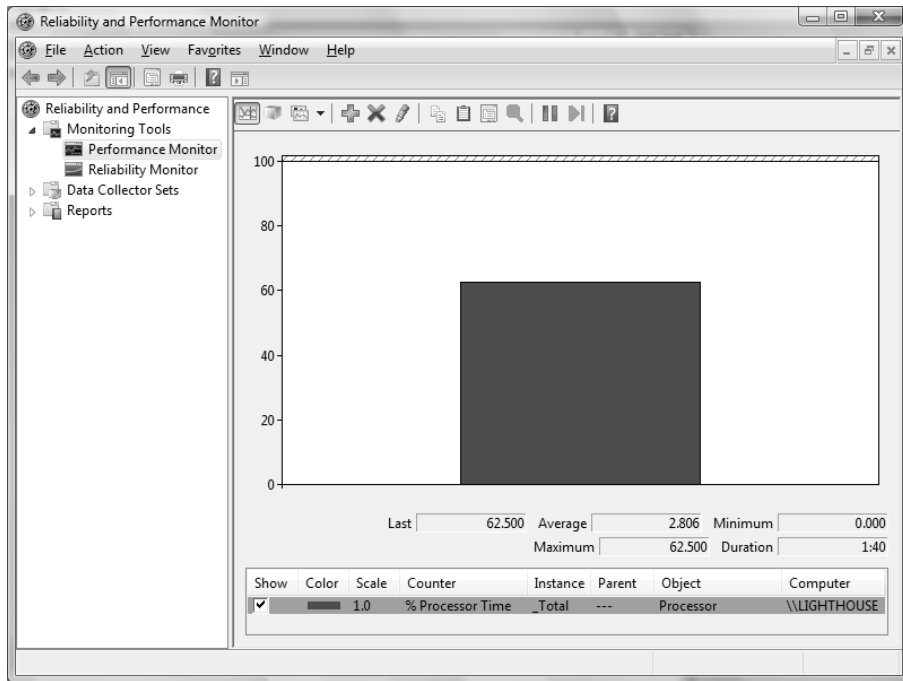 Reliability and Performance Monitor
File Action View Favorites Window Help
Reliability and Performance
Monitoring Tools
Performance Monitor
Reliability Monitor
Data Collector Sets
Reports
100
80
60
40
20
0
Last 62.500 Average 2.806 Minimum 0.000
Maximum 62.500 Duration 1:40
Show Color Scale Counter Instance Parent Object Computer
1.0 % Processor Time _Total --- Processor \\LIGHTHOUSE